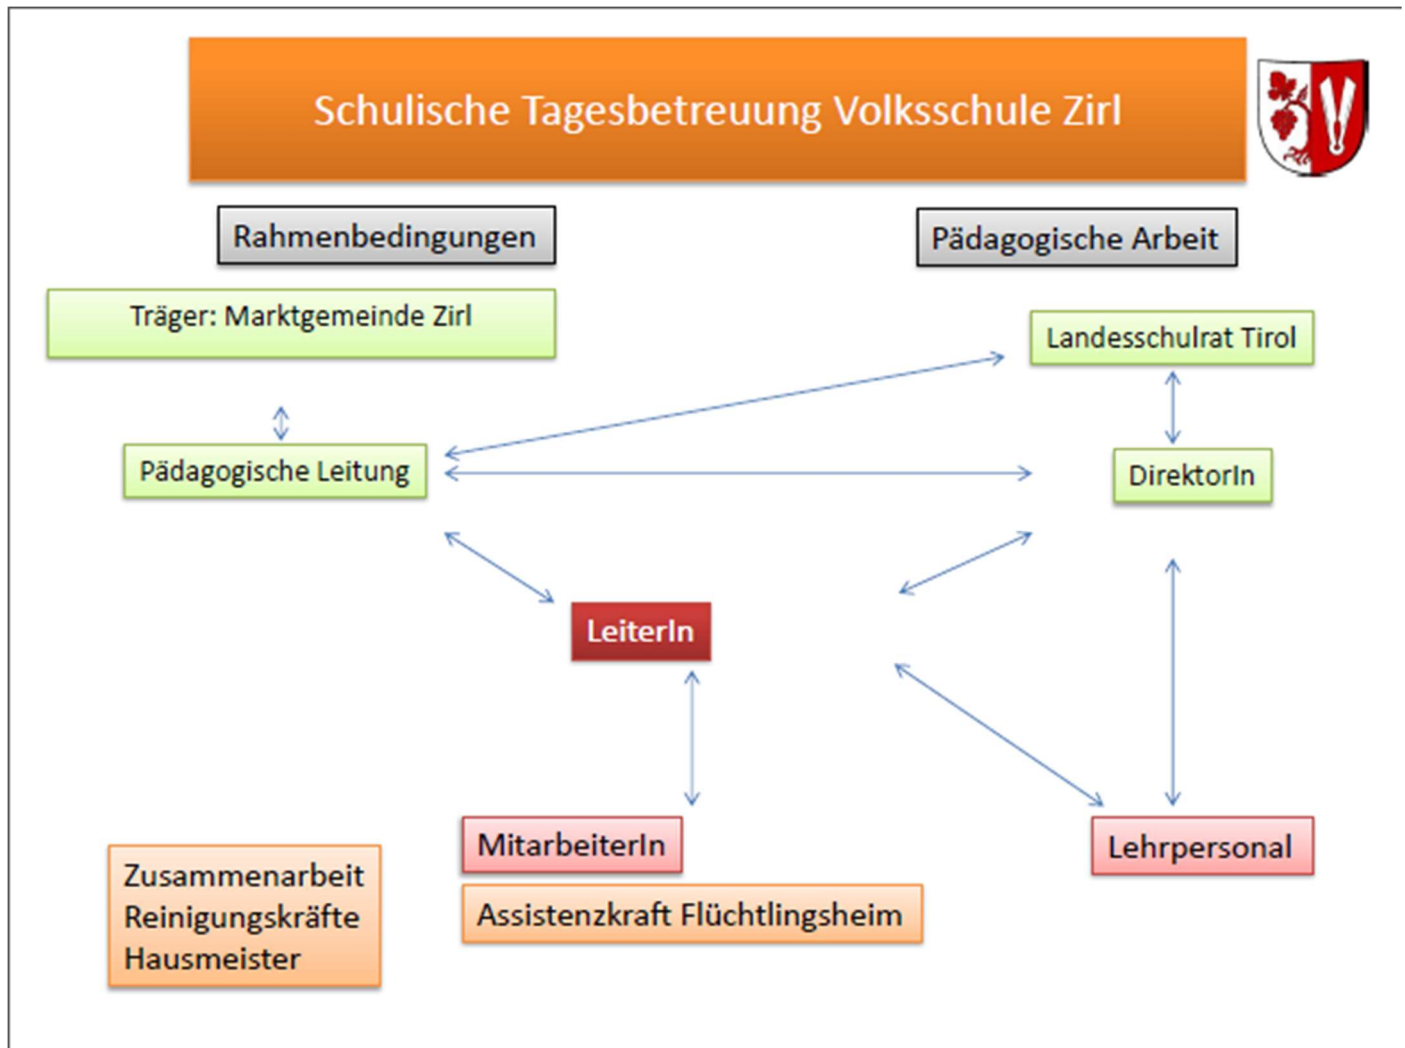 Schulische Tagesbetreuung Volksschule Zirl
Rahmenbedingungen
Pädagogische Arbeit
Träger: Marktgemeinde Zirl
Landesschulrat Tirol
Pädagogische Leitung
DirektorIn
LeiterIn
MitarbeiterIn
Lehrpersonal
Assistenzkraft Flüchtlingsheim
Zusammenarbeit
Reinigungskräfte
Hausmeister